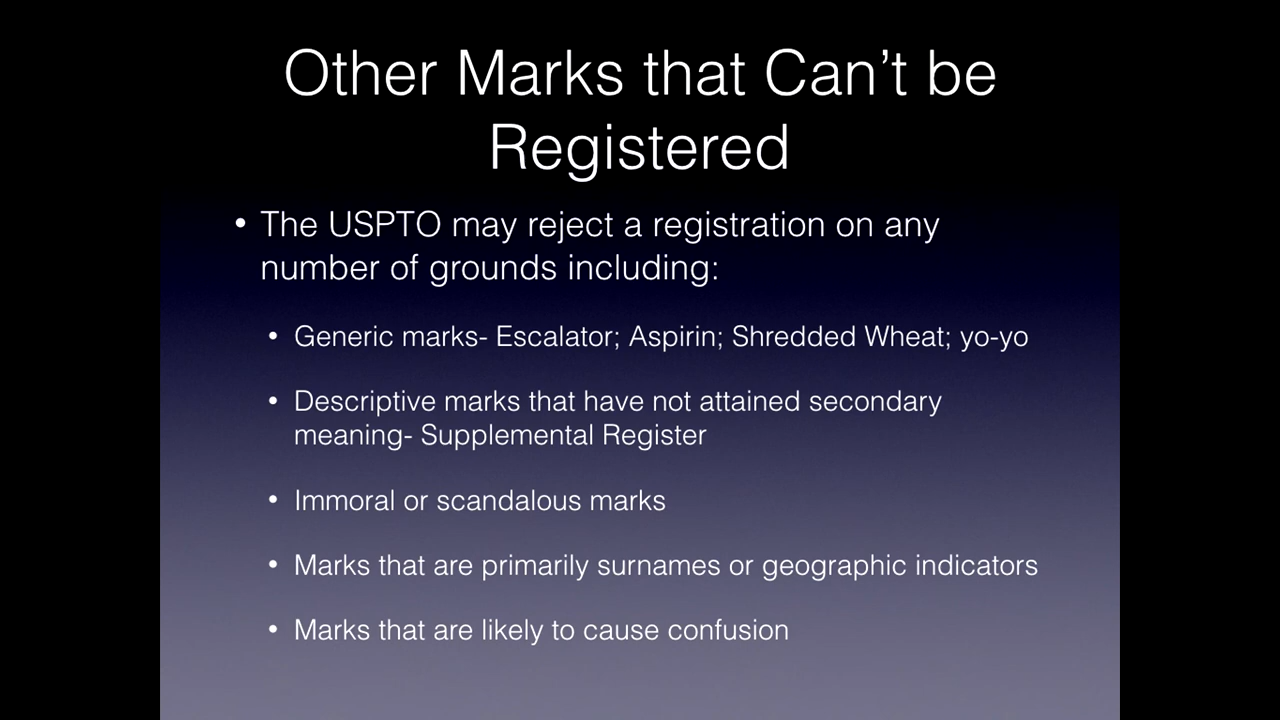 Other Marks that Can’t be
Registered
• The USPTO may reject a registration on any
number of grounds including:
• Generic marks- Escalator; Aspirin; Shredded Wheat; yo-yo
• Descriptive marks that have not attained secondary
meaning- Supplemental Register
• Immoral or scandalous marks
• Marks that are primarily surnames or geographic indicators
• Marks that are likely to cause confusion